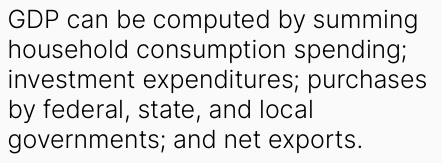 GDP can be computed by summing
household consumption spending;
investment expenditures; purchases
by federal, state, and local
governments; and net exports.